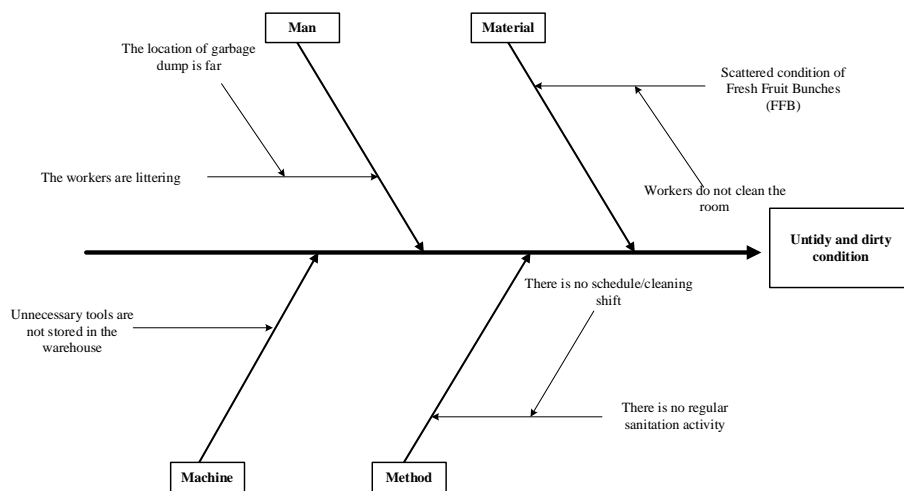 Man
Material
The location of garbage
dump is far
Scattered condition of
Fresh Fruit Bunches
(FFB)
The workers are littering
Workers do not clean the
room
Untidy and dirty
condition
There is no schedule/cleaning
shift
Unnecessary tools are
not stored in the
warehouse
There is no regular
sanitation activity
Machine
Method